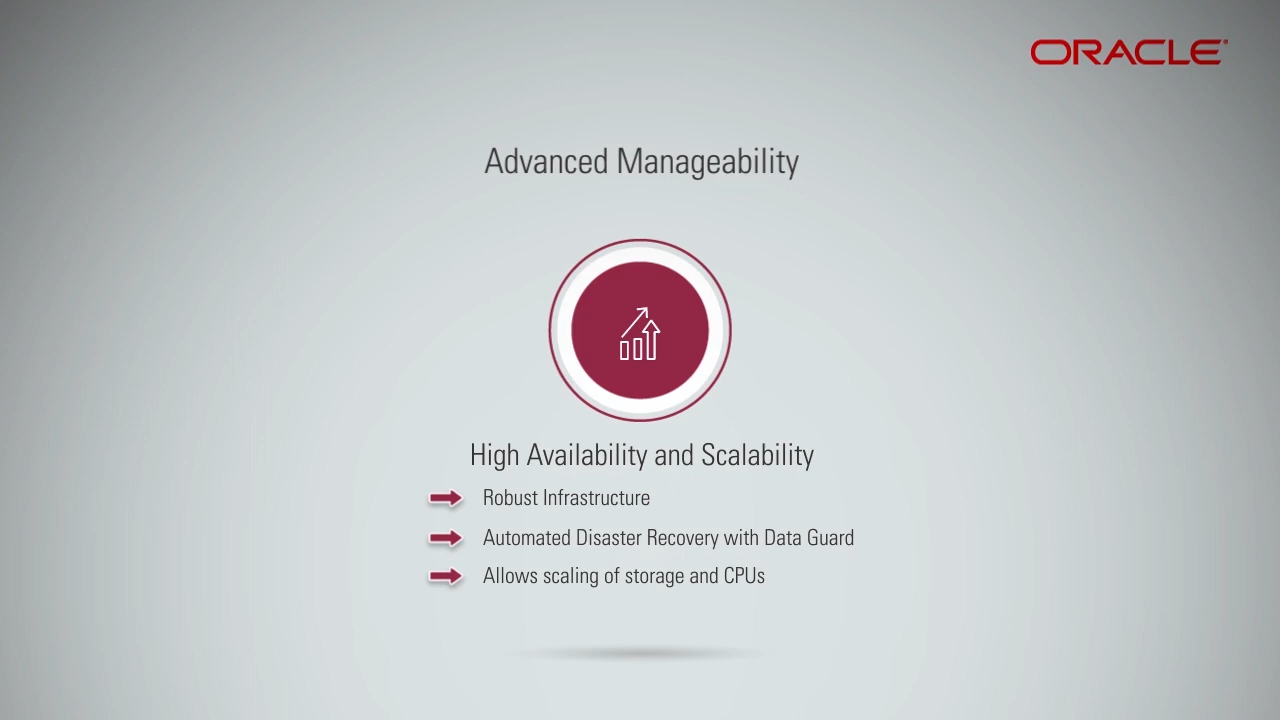 ORACLE
Advanced Manageability
High Availability and Scalability
Robust Infrastructure
Automated Disaster Recovery with Data Guard
Allows scaling of storage and CPUs